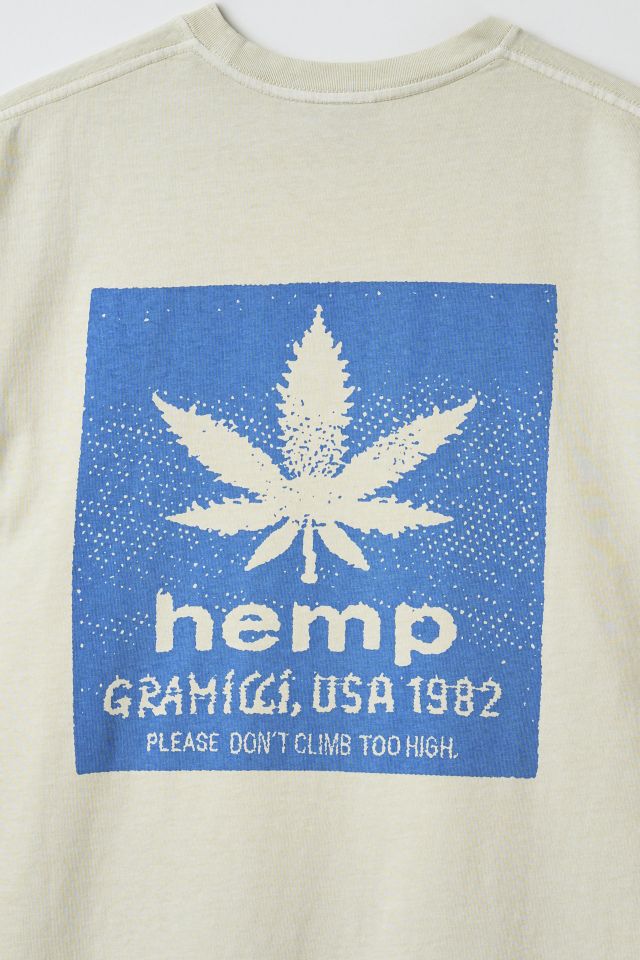 hemp
GRAMICCI, USA 1982
PLEASE DON'T CLIMB TOO HIGH.